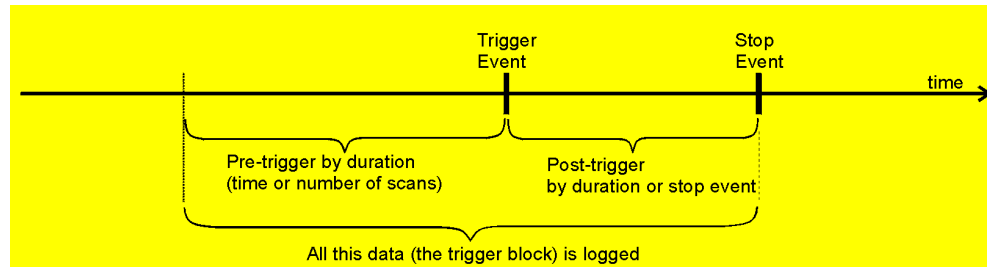 Trigger
Event
Stop
Event
time
Pre-trigger by duration
(time or number of scans)
Post-trigger
by duration or stop event
All this data (the trigger block) is logged